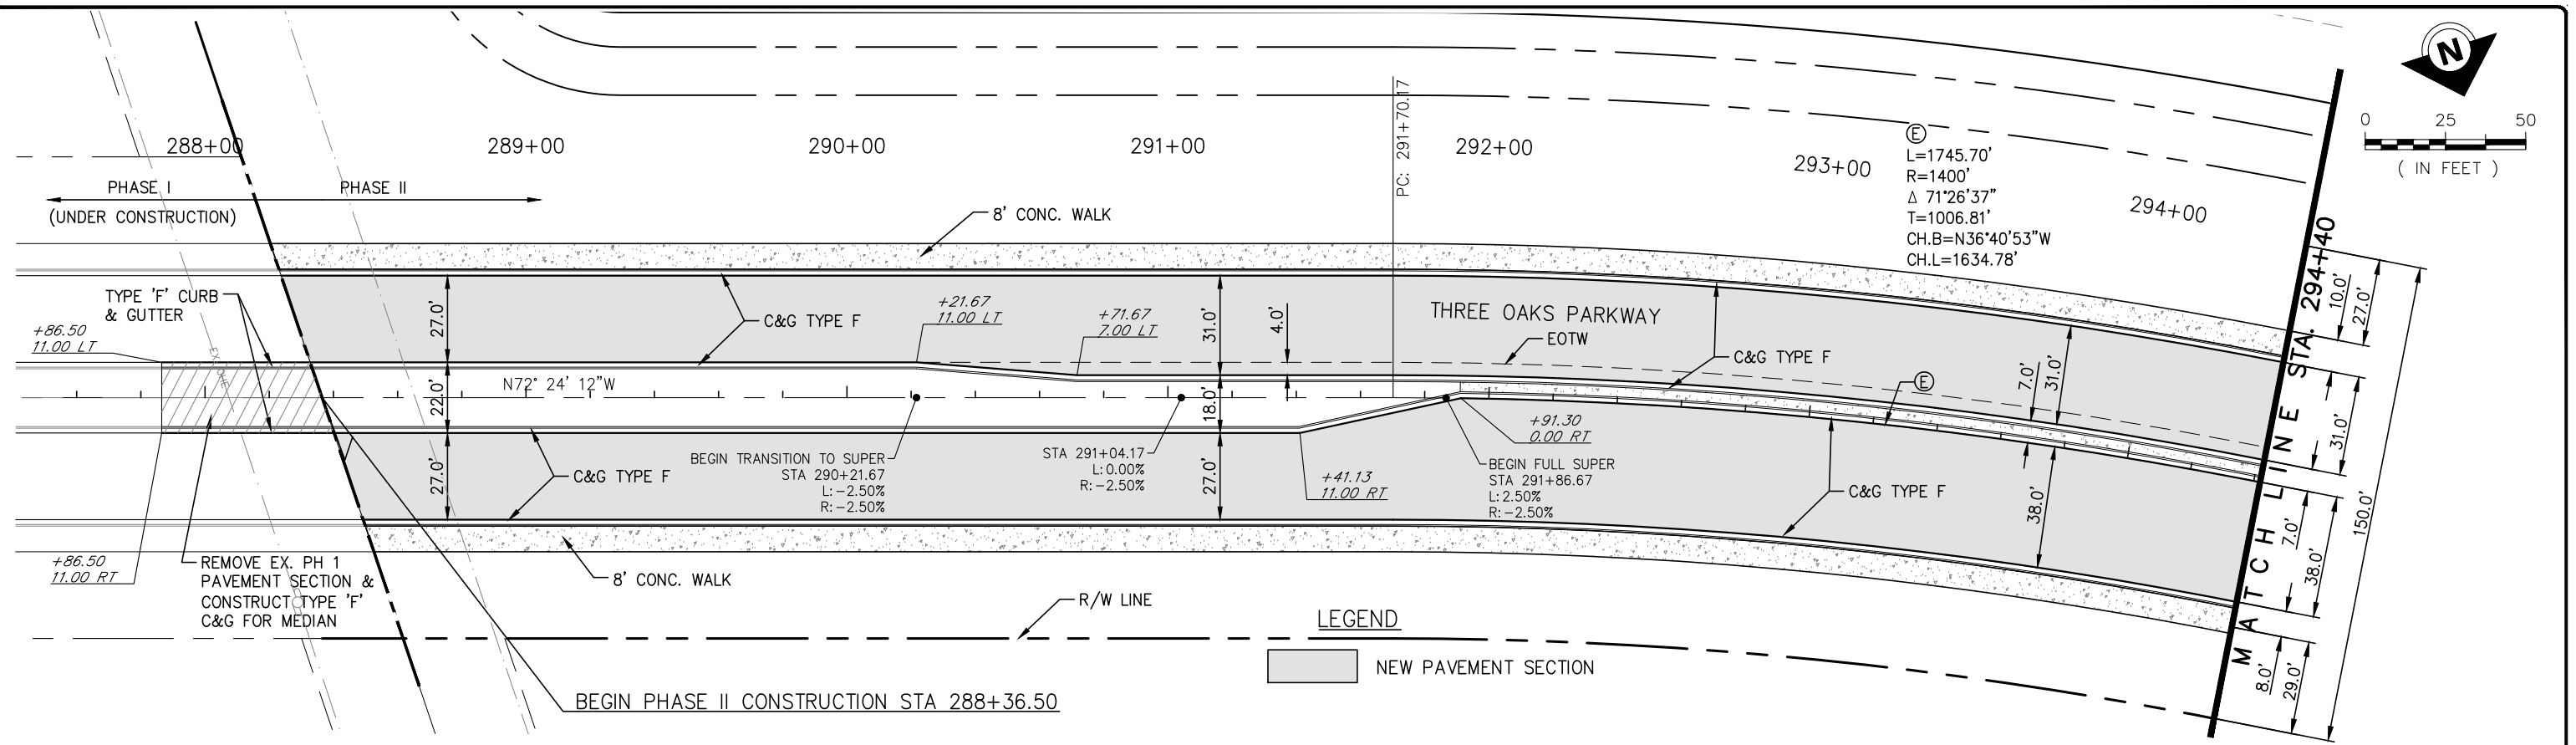 N
0 25 50
( IN FEET )
288+00
289+00
290+00
291+00
292+00
293+00
294+00
PC: 291+70.17
E
L=1745.70'
R=1400'
Δ 71°26'37"
T=1006.81'
CH.B=N36°40'53"W
CH.L=1634.78'
PHASE I
PHASE II
(UNDER CONSTRUCTION)
8' CONC. WALK
TYPE 'F' CURB
& GUTTER
+86.50
11.00 LT
EX. OHE
27.0'
C&G TYPE F
+21.67
11.00 LT
+71.67
7.00 LT
31.0'
4.0'
THREE OAKS PARKWAY
EOTW
C&G TYPE F
7.0'
31.0'
E
N72° 24' 12"W
22.0'
18.0'
27.0'
C&G TYPE F
BEGIN TRANSITION TO SUPER
STA 290+21.67
L:-2.50%
R:-2.50%
STA 291+04.17
L:0.00%
R:-2.50%
27.0'
+41.13
11.00 RT
+91.30
0.00 RT
BEGIN FULL SUPER
STA 291+86.67
L:2.50%
R:-2.50%
C&G TYPE F
38.0'
MATCH LINE STA. 294+40
10.0'
27.0'
31.0'
7.0'
38.0'
150.0'
8.0'
29.0'
+86.50
11.00 RT
REMOVE EX. PH 1
PAVEMENT SECTION &
CONSTRUCT TYPE 'F'
C&G FOR MEDIAN
8' CONC. WALK
R/W LINE
LEGEND
NEW PAVEMENT SECTION
BEGIN PHASE II CONSTRUCTION STA 288+36.50